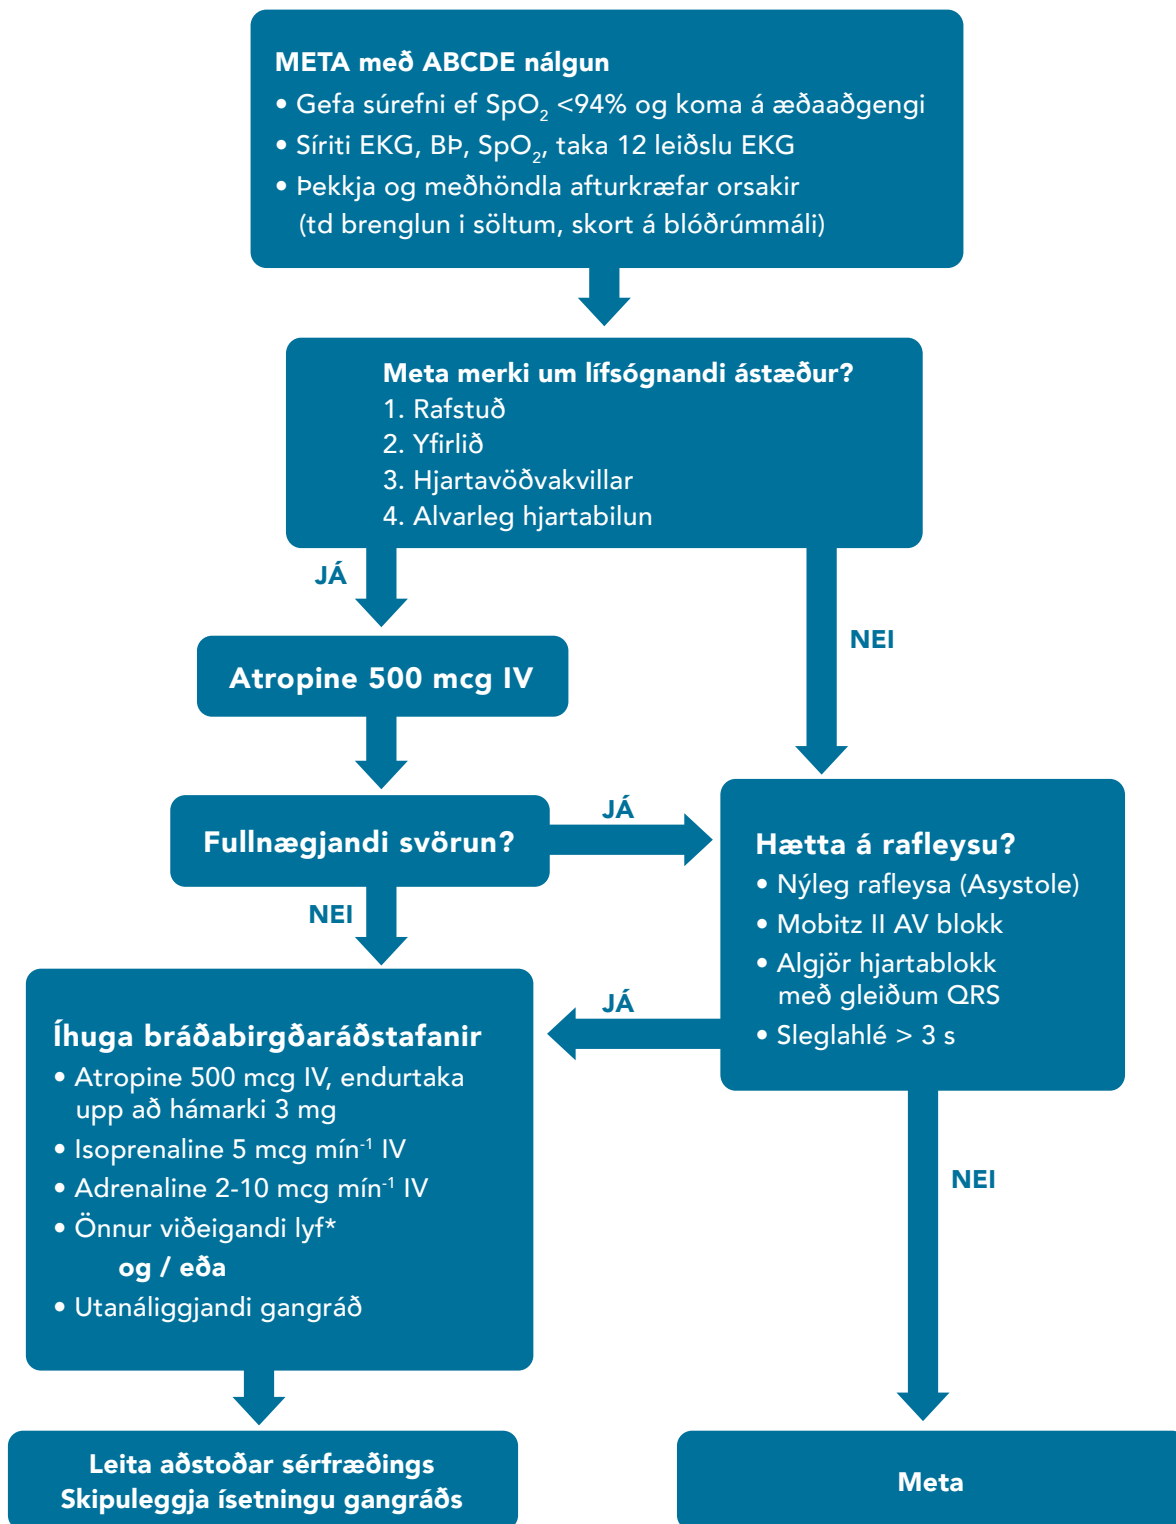 META með ABCDE nálgun
• Gefa súrefni ef SpO₂ <94% og koma á æðaaðgengi
• Síriti EKG, BÞ, SpO₂, taka 12 leiðslu EKG
• Þekkja og meðhöndla afturkræfar orsakir
(td brenglun i söltum, skort á blóðrúmmáli)
Meta merki um lífsógnandi ástæður?
1. Rafstuð
2. Yfirlið
3. Hjartavöðvakvillar
4. Alvarleg hjartabilun
JÁ
NEI
Atropine 500 mcg IV
Fullnægjandi svörun?
JÁ
NEI
Hætta á rafleysu?
• Nýleg rafleysa (Asystole)
• Mobitz II AV blokk
• Algjör hjartablokk
með gleiðum QRS
• Sleglahlé > 3 s
JÁ
NEI
Íhuga bráðabirgðaráðstafanir
• Atropine 500 mcg IV, endurtaka
upp að hámarki 3 mg
• Isoprenaline 5 mcg mín⁻¹ IV
• Adrenaline 2-10 mcg mín⁻¹ IV
• Önnur viðeigandi lyf*
og / eða
• Utanáliggjandi gangráð
Leita aðstoðar sérfræðings
Skipuleggja ísetningu gangráðs
Meta